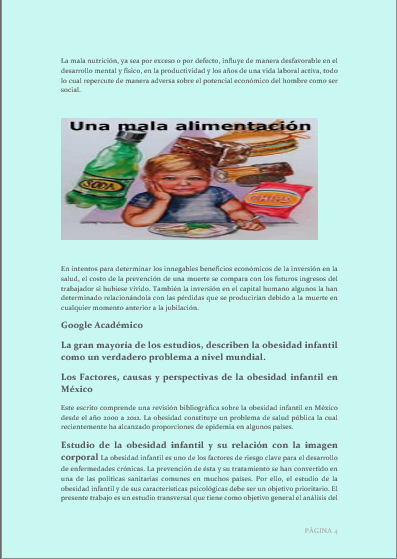 La mala nutrición, ya sea por exceso o por defecto, influye de manera desfavorable en el
desarrollo mental y físico, en la productividad y los años de una vida laboral activa, todo
lo cual repercute de manera adversa sobre el potencial económico del hombre como ser
social.
Una mala alimentación
SODA
CHIPS
En intentos para determinar los innegables beneficios económicos de la inversión en la
salud, el costo de la prevención de una muerte se compara con los futuros ingresos del
trabajador si hubiese vivido. También la inversión en el capital humano algunos la han
determinado relacionándola con las pérdidas que se producirían debido a la muerte en
cualquier momento anterior a la jubilación.
Google Académico
La gran mayoría de los estudios, describen la obesidad infantil
como un verdadero problema a nivel mundial.
Los Factores, causas y perspectivas de la obesidad infantil en
México
Este escrito comprende una revisión bibliográfica sobre la obesidad infantil en México
desde el año 2000 a 2012. La obesidad constituye un problema de salud pública la cual
recientemente ha alcanzado proporciones de epidemia en algunos países.
Estudio de la obesidad infantil y su relación con la imagen
corporal La obesidad infantil es uno de los factores de riesgo clave para el desarrollo
de enfermedades crónicas. La prevención de ésta y su tratamiento se han convertido en
una de las políticas sanitarias comunes en muchos países. Por ello, el estudio de la
obesidad infantil y de sus características psicológicas debe ser un objetivo prioritario. El
presente trabajo es un estudio transversal que tiene como objetivo general el análisis del
PÁGINA 4